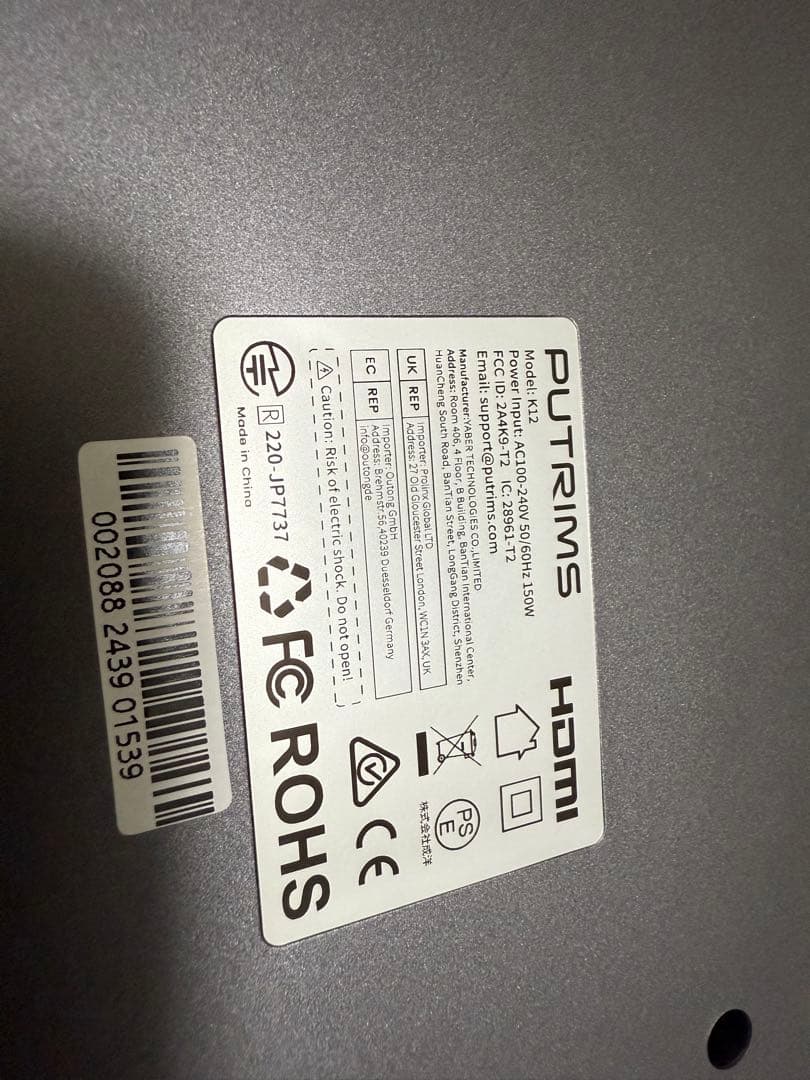 PUTRIMS
HDMI
Model: K12
Power Input: AC100-240V 50/60Hz 150W
FCC ID: 2A4K9-T2 IC: 28961-T2
Email: support@putrims.com
Manufacturer:YABER TECHNOLOGIES CO.,LIMITED
Address: Room 406, 4 Floor, B Building, BanTian International Center,
HuanCheng South Road, BanTian Street, LongGang District, Shenzhen
UK REP
Importer: Prolinx Global LTD
Address: 27 Old Gloucester Street London, WC1N 3AX, UK
EC REP
Importer: Outong GmbH
Address: Brehmstr.56,40239 Duesseldorf Germany
info@outong.de
Caution: Risk of electric shock. Do not open!
PS
E
株式会社成洋
CE
R 220-JP7737
FC
ROHS
Made in China
002088 2439 01539